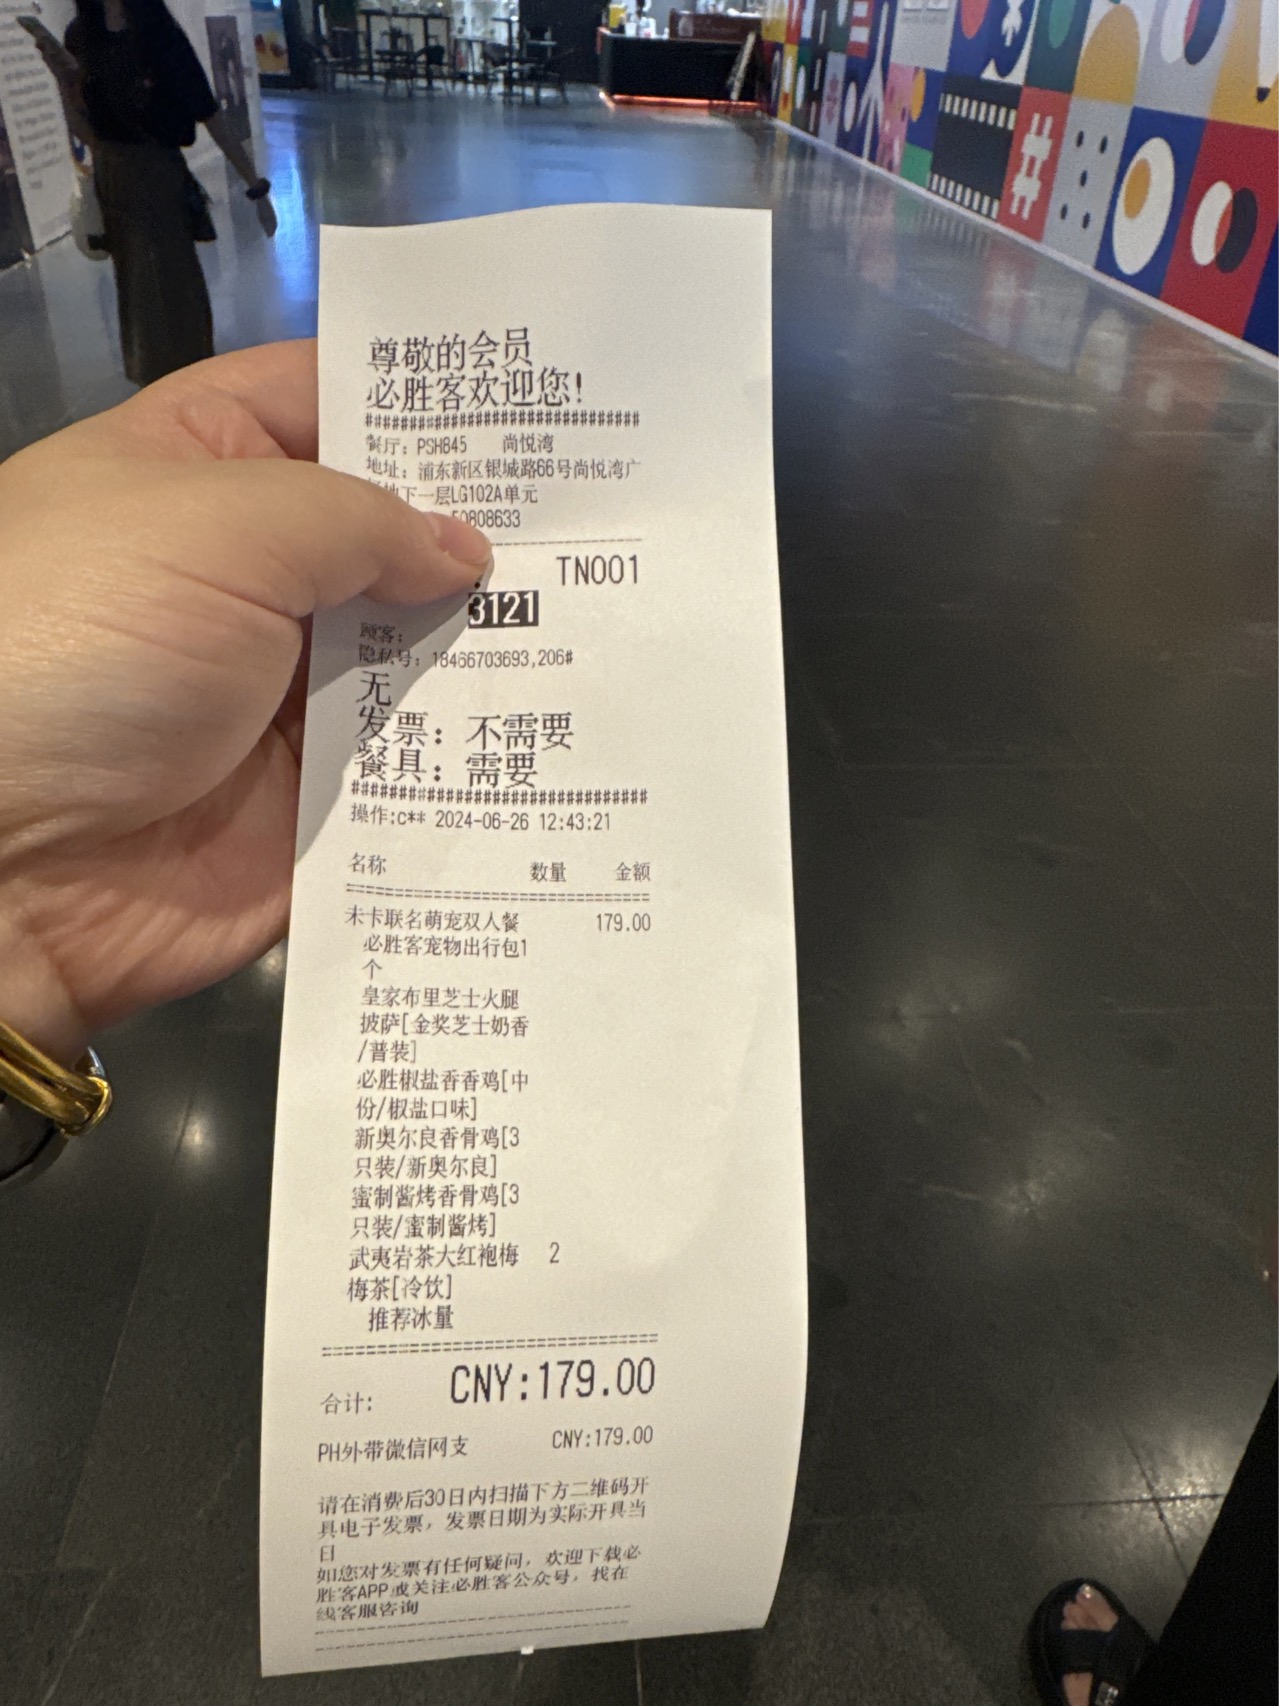 尊敬的会员
必胜客欢迎您!
####################################
餐厅: PSH845 尚悦湾
地址: 浦东新区银城路66号尚悦湾广
地下一层LG102A单元
50808633
TN001
3121
顾客:
隐私号: 18466703693,206#
无
发票: 不需要
餐具: 需要
####################################
操作:c** 2024-06-26 12:43:21
名称 数量 金额
未卡联名萌宠双人餐 179.00
必胜客宠物出行包1
个
皇家布里芝士火腿
披萨[金奖芝士奶香
/普装]
必胜椒盐香香鸡[中
份/椒盐口味]
新奥尔良香骨鸡[3
只装/新奥尔良]
蜜制酱烤香骨鸡[3
只装/蜜制酱烤]
武夷岩茶大红袍梅 2
梅茶[冷饮]
推荐冰量
合计: CNY:179.00
PH外带微信网支 CNY:179.00
请在消费后30日内扫描下方二维码开
具电子发票，发票日期为实际开具当
日
如您对发票有任何疑问，欢迎下载必
胜客APP或关注必胜客公众号，找在
线客服咨询